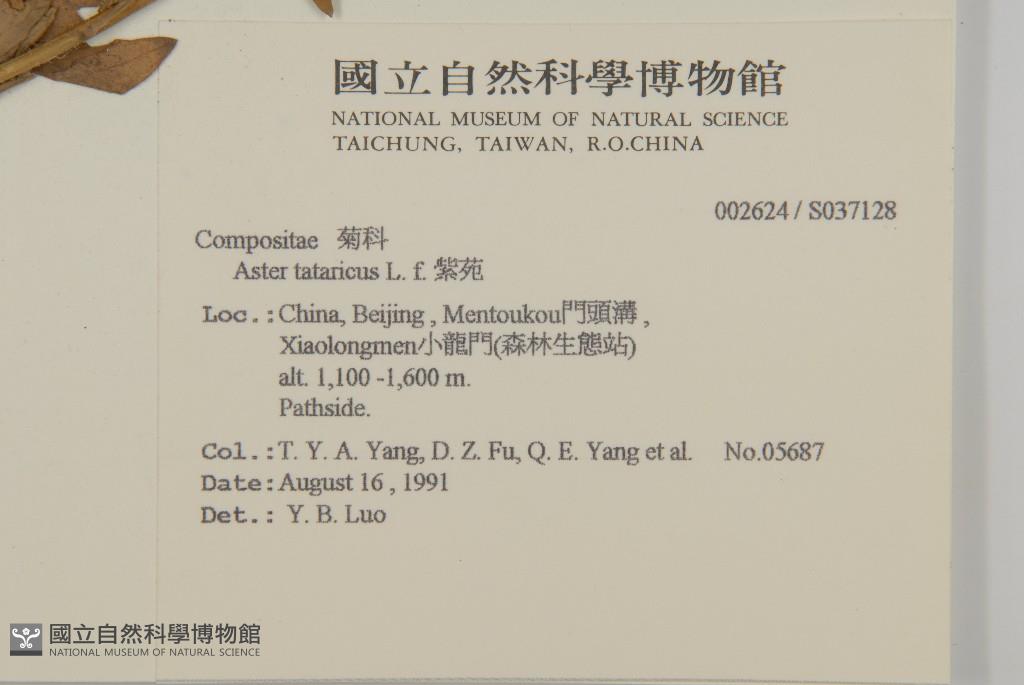 國立自然科學博物館
NATIONAL MUSEUM OF NATURAL SCIENCE
TAICHUNG, TAIWAN, R.O.CHINA
002624 / S037128
Compositae 菊科
Aster tataricus L. f. 紫苑
Loc.: China, Beijing , Mentoukou門頭溝 ,
Xiaolongmen小龍門(森林生態站)
alt. 1,100 -1,600 m.
Pathside.
Col.: T. Y. A. Yang, D. Z. Fu, Q. E. Yang et al. No.05687
Date: August 16 , 1991
Det.: Y. B. Luo
國立自然科學博物館
NATIONAL MUSEUM OF NATURAL SCIENCE